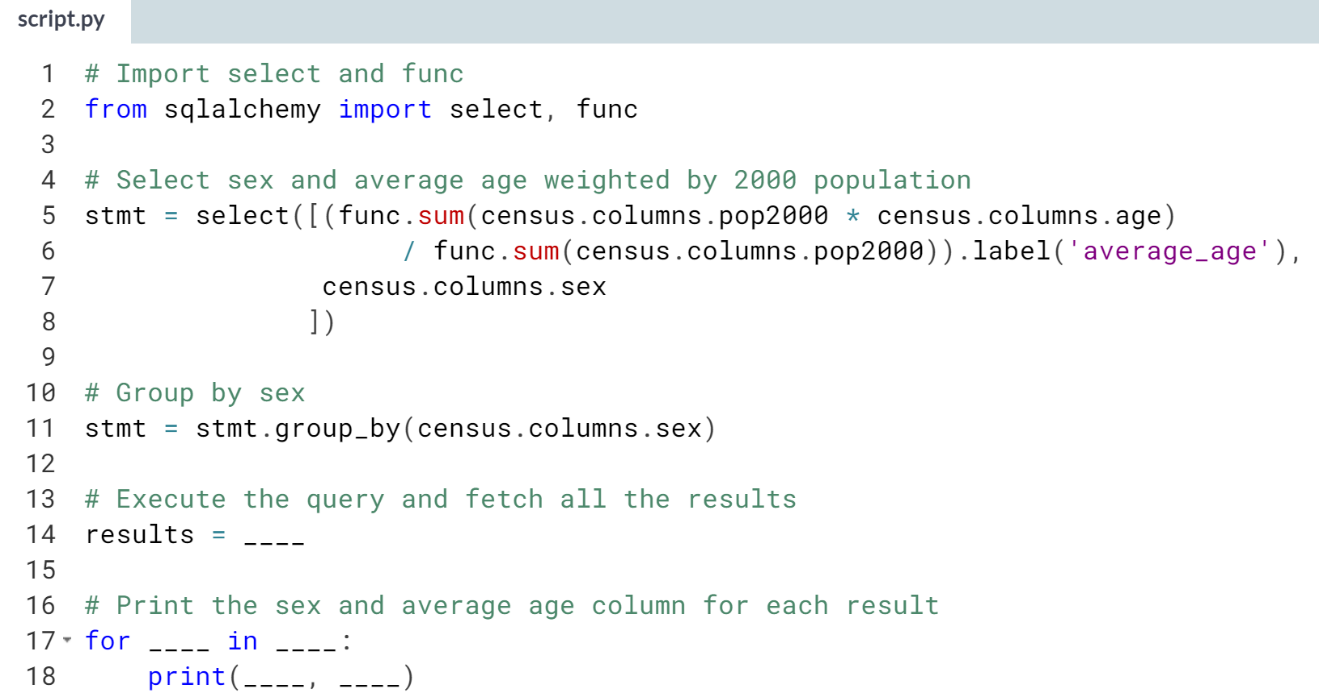 script.py
1 # Import select and func
2 from sqlalchemy import select, func
3
4 # Select sex and average age weighted by 2000 population
5 stmt = select([(func.sum(census.columns.pop2000 * census.columns.age)
6 / func.sum(census.columns.pop2000)).label('average_age'),
7 census.columns.sex
8 ])
9
10 # Group by sex
11 stmt = stmt.group_by(census.columns.sex)
12
13 # Execute the query and fetch all the results
14 results = ____
15
16 # Print the sex and average age column for each result
17 for ____ in ____:
18 print(____, ____)